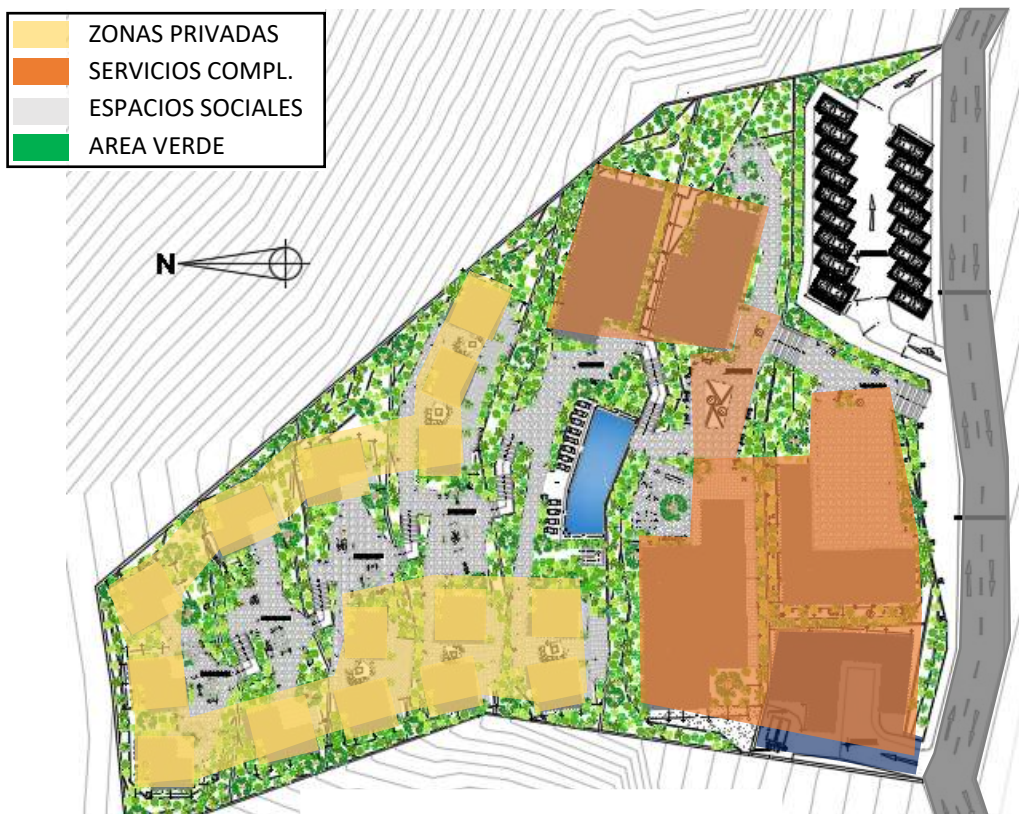 ZONAS PRIVADAS
SERVICIOS COMPL.
ESPACIOS SOCIALES
AREA VERDE
N